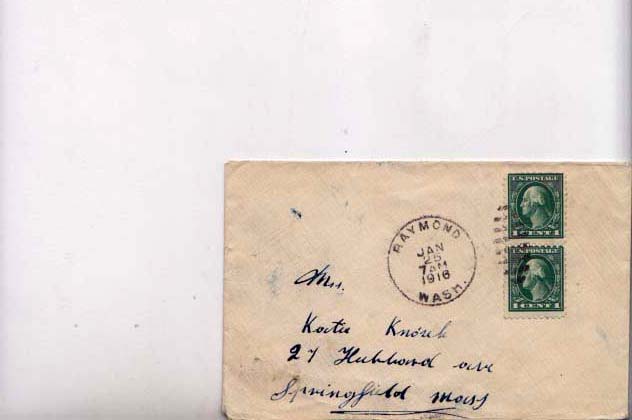 U.S. POSTAGE
1 CENT 1
U.S. POSTAGE
1 CENT 1
RAYMOND
JAN
25
7 AM
1916
WASH.
Mrs.
Katie
27 Hubbard ave
Springfield Mass